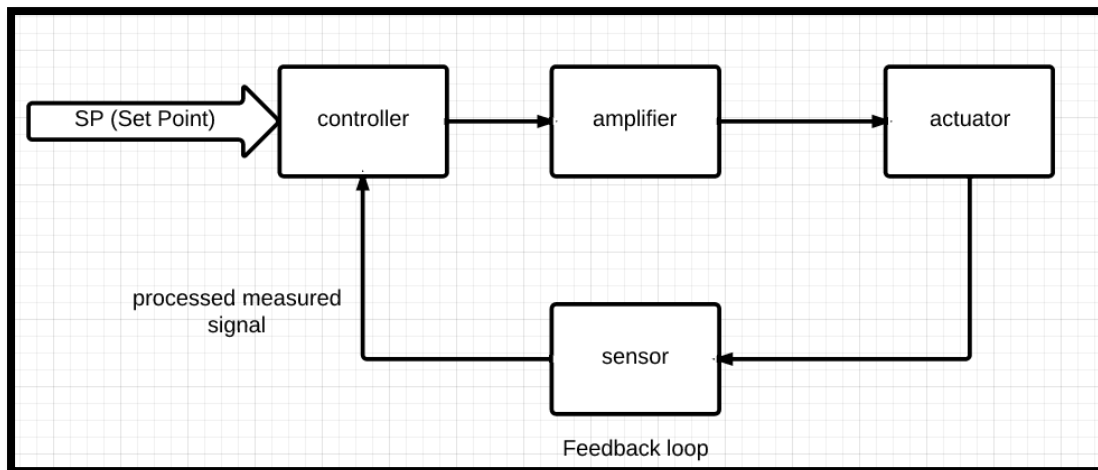 SP (Set Point)
controller
amplifier
actuator
processed measured
signal
sensor
Feedback loop